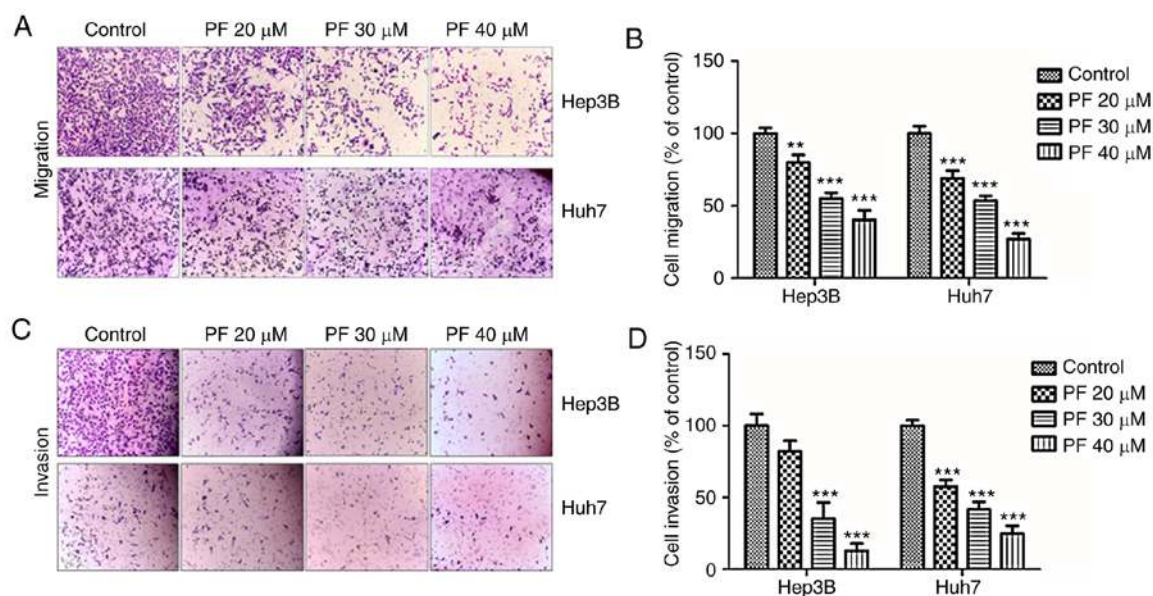 A
Control PF 20 μM PF 30 μM PF 40 μM
Migration
Hep3B
Huh7
B
Cell migration (% of control)
150
100
50
0
** *** ***
*** *** ***
Hep3B Huh7
Control
PF 20 μM
PF 30 μM
PF 40 μM
C
Control PF 20 μM PF 30 μM PF 40 μM
Invasion
Hep3B
Huh7
D
Cell invasion (% of control)
150
100
50
0
*** ***
*** *** ***
Hep3B Huh7
Control
PF 20 μM
PF 30 μM
PF 40 μM